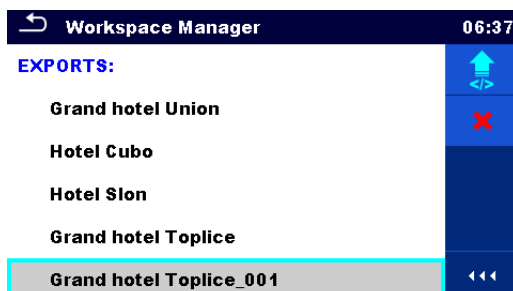 Workspace Manager 06:37
EXPORTS:
</>
Grand hotel Union
Hotel Cubo
Hotel Slon
Grand hotel Toplice
Grand hotel Toplice_001